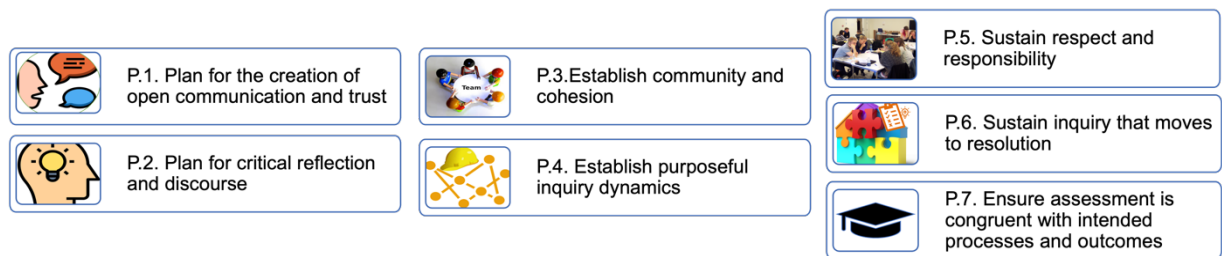 P.1. Plan for the creation of
open communication and trust
P.2. Plan for critical reflection
and discourse
Team
P.3.Establish community and
cohesion
P.4. Establish purposeful
inquiry dynamics
P.5. Sustain respect and
responsibility
P.6. Sustain inquiry that moves
to resolution
P.7. Ensure assessment is
congruent with intended
processes and outcomes